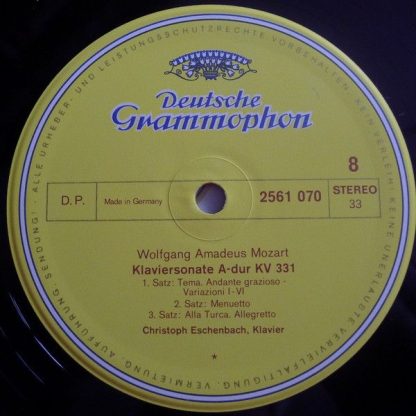 ALLE URHEBER- UND LEISTUNGSSCHUTZRECHTE VORBEHALTEN · KEIN VERLEIH! KEINE UNERLAUBTE VERVIELFÄLTIGUNG, VERMIETUNG, AUFFÜHRUNG, SENDUNG!
Deutsche
Grammophon
8
D. P.
Made in Germany
2561 070
STEREO
33
Wolfgang Amadeus Mozart
Klaviersonate A-dur KV 331
1. Satz: Tema. Andante grazioso -
Variazioni I-VI
2. Satz: Menuetto
3. Satz: Alla Turca. Allegretto
Christoph Eschenbach, Klavier
*